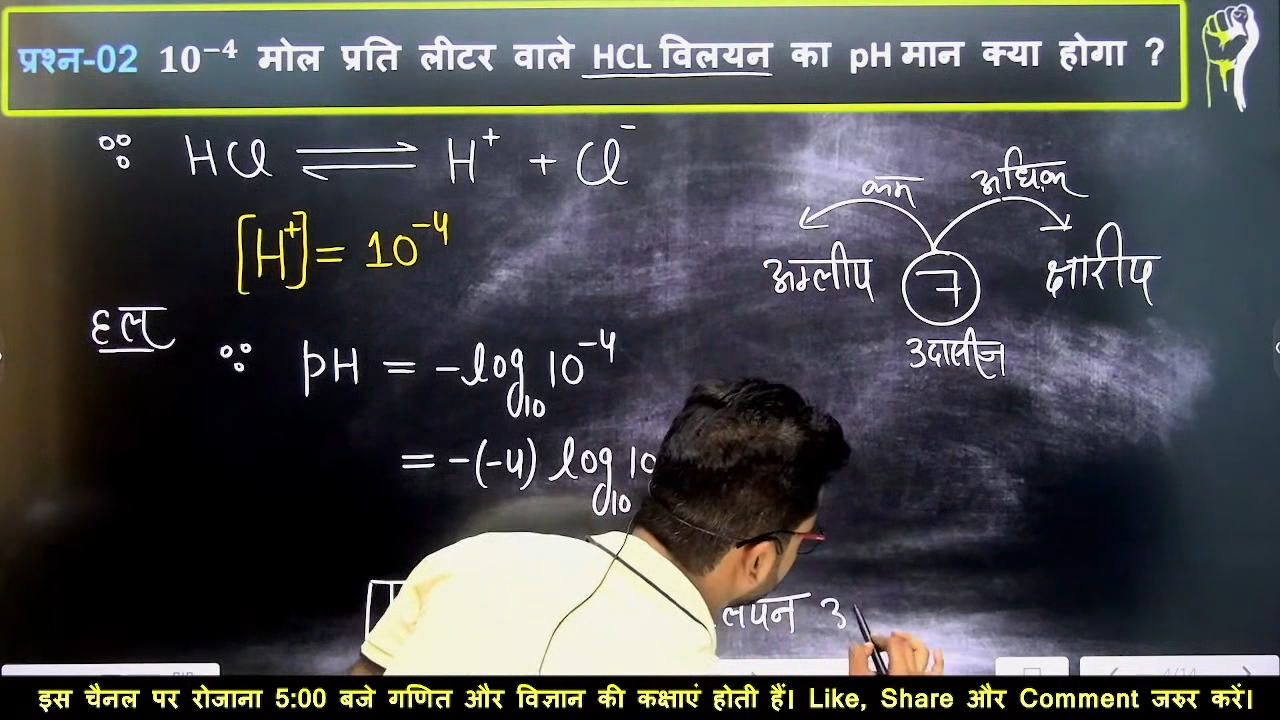 प्रश्न-02 10⁻⁴ मोल प्रति लीटर वाले HCL विलयन का pH मान क्या होगा ?
HCl ⇌ H⁺ + Cl⁻
[H⁺] = 10⁻⁴
कम अधिक
अम्लीय 7 क्षारीय
उदासीन
हल
∵ pH = -log₁₀ 10⁻⁴
= -(-4) log₁₀ 10
इस चैनल पर रोजाना 5:00 बजे गणित और विज्ञान की कक्षाएं होती हैं। Like, Share और Comment जरुर करें।